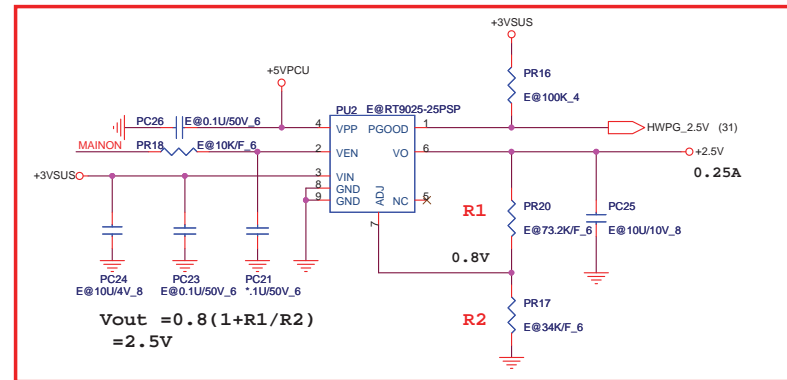 +3VSUS
+5VPCU
PR16
E@100K_4
PU2 E@RT9025-25PSP
PC26 E@0.1U/50V_6
4 VPP PGOOD 1
HWPG_2.5V (31)
MAINON
PR18 E@10K/F_6
2 VEN VO 6
+2.5V
0.25A
+3VSUS
3 VIN
8 GND
9 GND ADJ NC 5
7
R1
PR20
E@73.2K/F_6
PC25
E@10U/10V_8
0.8V
PC24
E@10U/4V_8
PC23
E@0.1U/50V_6
PC21
*.1U/50V_6
R2
PR17
E@34K/F_6
Vout =0.8(1+R1/R2)
=2.5V